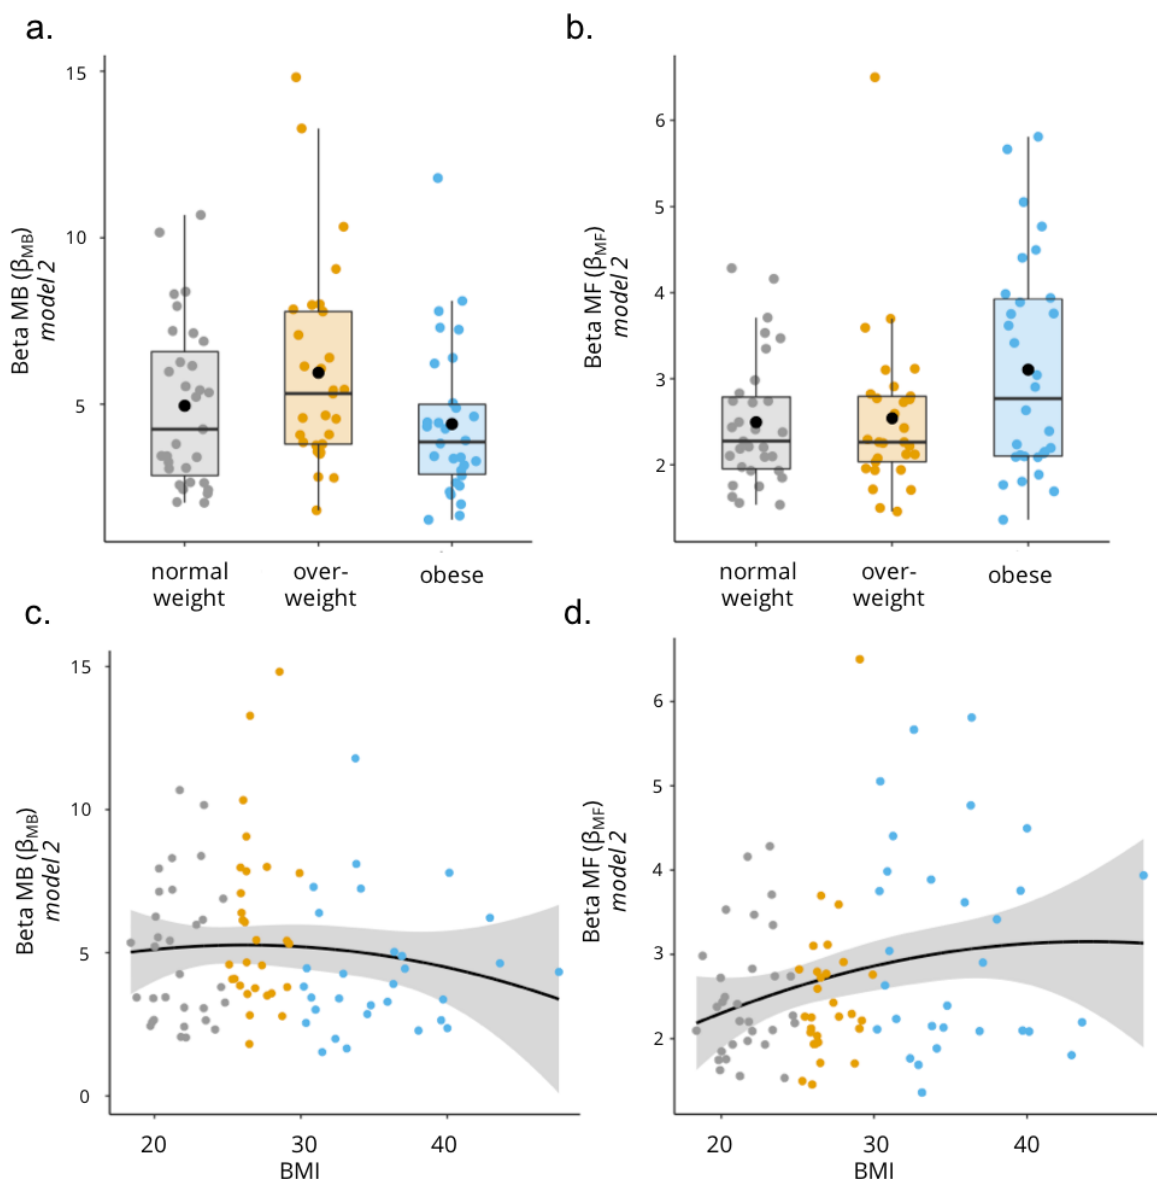 a.
15
10
5
Beta MB (βMB)
model 2
normal
weight
over-
weight
obese
b.
6
5
4
3
2
Beta MF (βMF)
model 2
normal
weight
over-
weight
obese
c.
15
10
5
0
Beta MB (βMB)
model 2
20
30
40
BMI
d.
6
5
4
3
2
Beta MF (βMF)
model 2
20
30
40
BMI